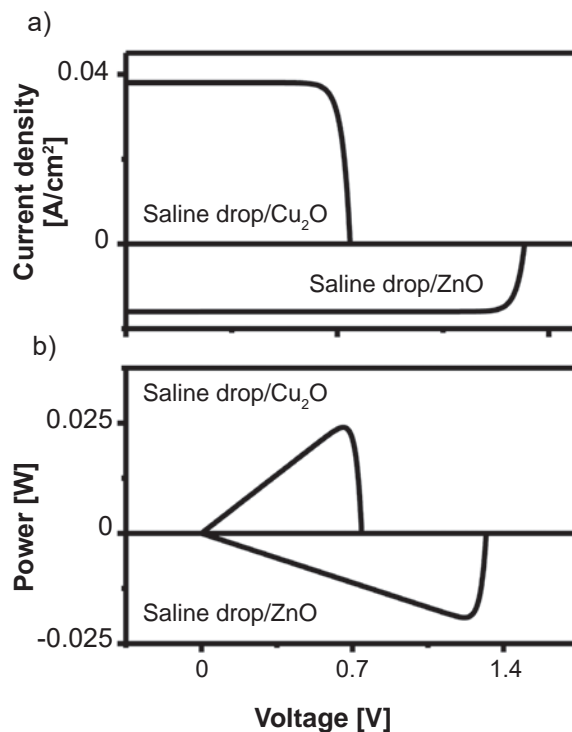 a)
0.04
Current density
[A/cm²]
Saline drop/Cu₂O
0
Saline drop/ZnO
b)
Saline drop/Cu₂O
0.025
Power [W]
0
Saline drop/ZnO
-0.025
0 0.7 1.4
Voltage [V]